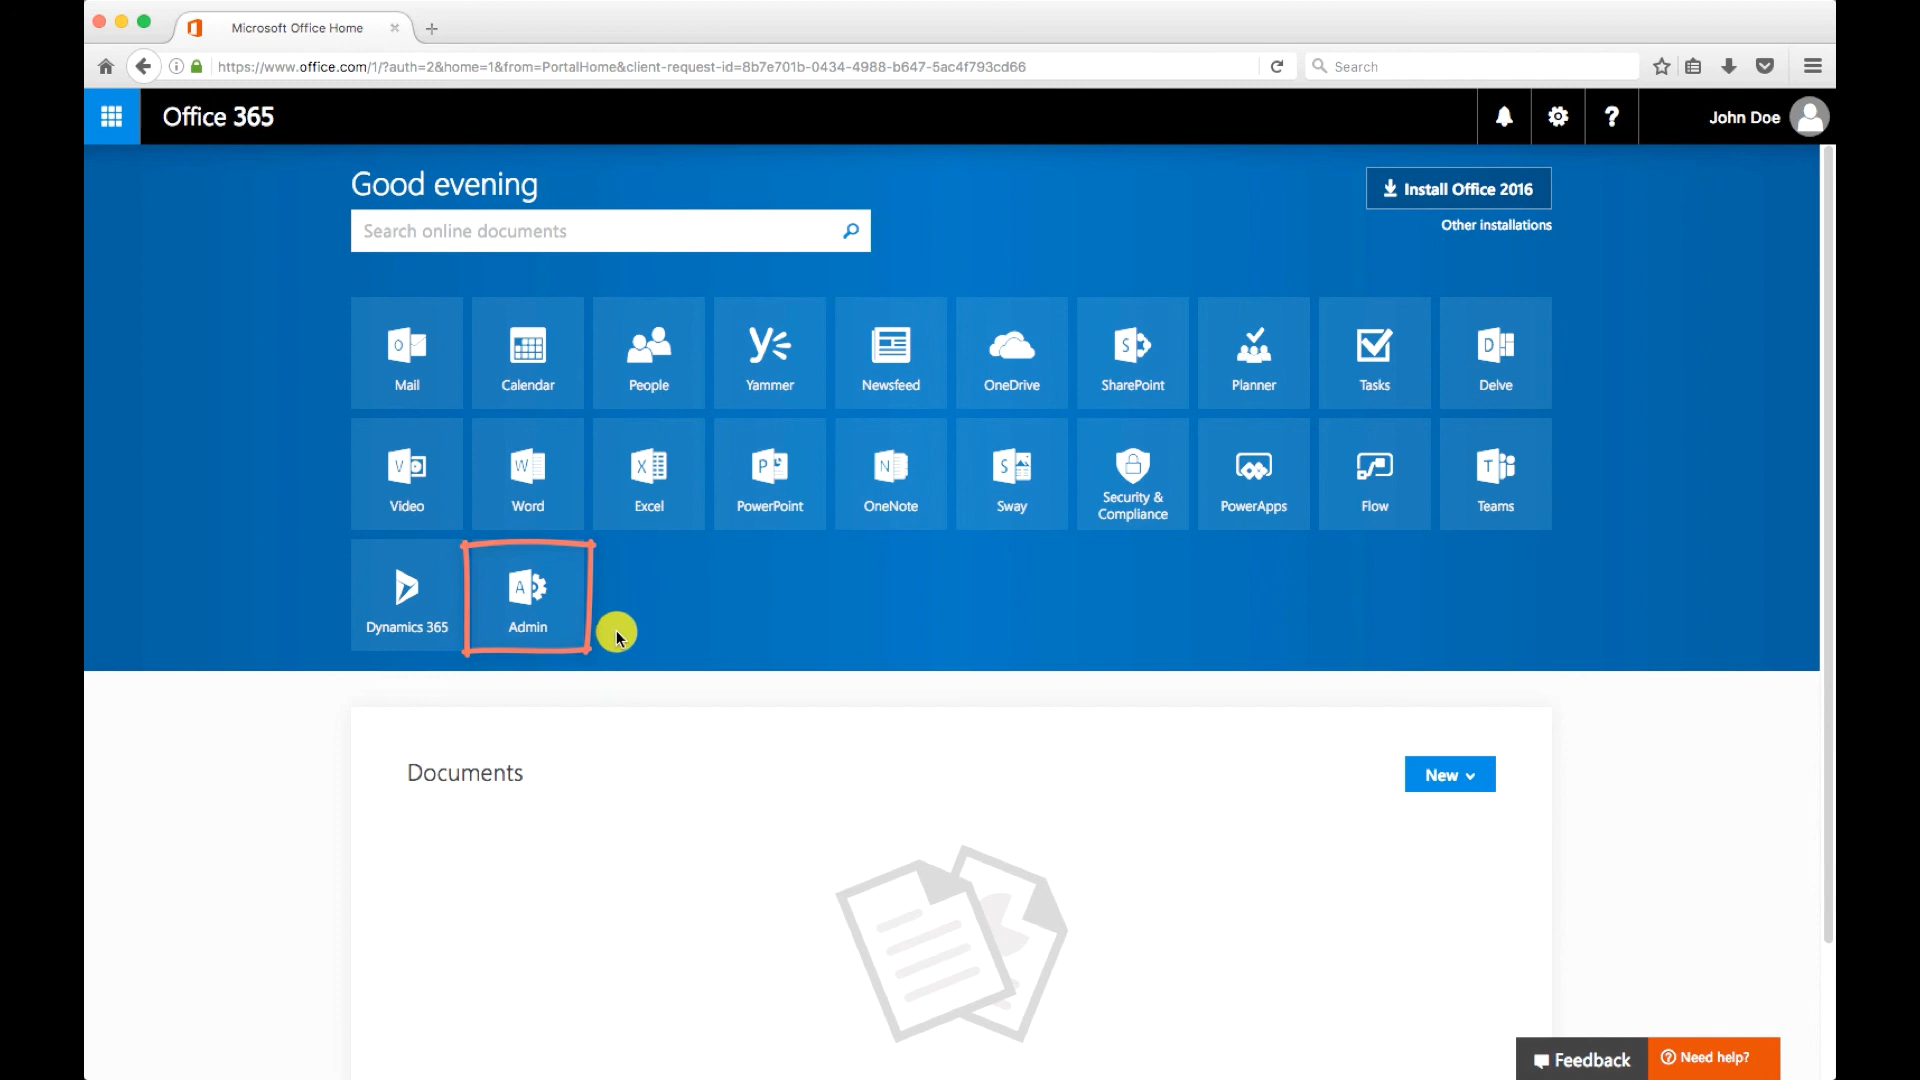 Microsoft Office Home
https://www.office.com/1/?auth=2&home=1&from=PortalHome&client-request-id=8b7e701b-0434-4988-b647-5ac4f793cd66
Search
Office 365
?
John Doe
Good evening
Install Office 2016
Search online documents
Other installations
Mail
Calendar
People
Yammer
Newsfeed
OneDrive
SharePoint
Planner
Tasks
Delve
Video
Word
Excel
PowerPoint
OneNote
Sway
Security &
Compliance
PowerApps
Flow
Teams
Dynamics 365
Admin
Documents
New
Feedback
Need help?